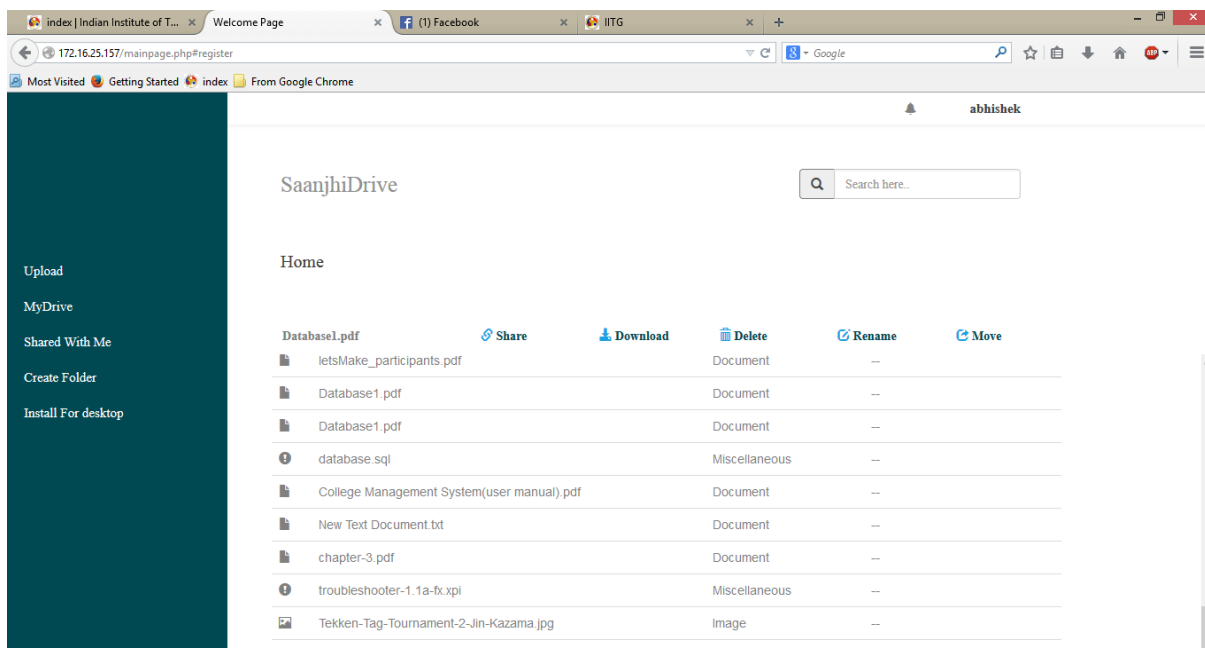 index | Indian Institute of T... Welcome Page (1) Facebook IITG
172.16.25.157/mainpage.php#register Google ABP
Most Visited Getting Started index From Google Chrome
abhishek
SaanjhiDrive Search here..
Home
Upload
MyDrive
Shared With Me
Create Folder
Install For desktop
Database1.pdf Share Download Delete Rename Move
letsMake_participants.pdf Document --
Database1.pdf Document --
Database1.pdf Document --
database.sql Miscellaneous --
College Management System(user manual).pdf Document --
New Text Document.txt Document --
chapter-3.pdf Document --
troubleshooter-1.1a-fx.xpi Miscellaneous --
Tekken-Tag-Tournament-2-Jin-Kazama.jpg Image --